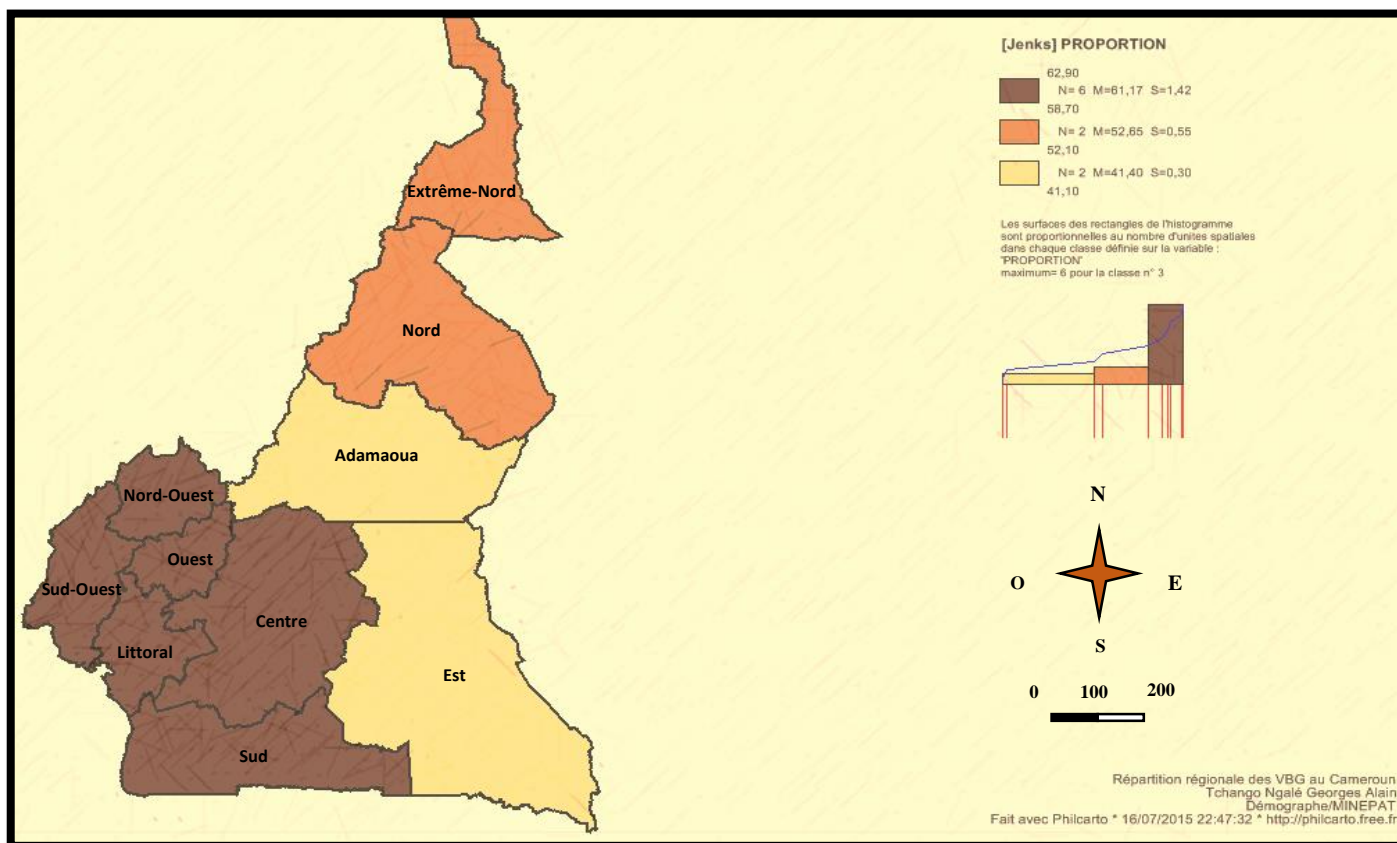 [Jenks] PROPORTION
62,90
N= 6 M=61,17 S=1,42
58,70
N= 2 M=52,65 S=0,55
52,10
N= 2 M=41,40 S=0,30
41,10
Les surfaces des rectangles de l'histogramme
sont proportionnelles au nombre d'unites spatiales
dans chaque classe définie sur la variable :
'PROPORTION'
maximum= 6 pour la classe n° 3
Extrême-Nord
Nord
Adamaoua
Nord-Ouest
Ouest
Sud-Ouest
Centre
Littoral
Est
Sud
N
O E
S
0 100 200
Répartition régionale des VBG au Cameroun
Tchango Ngalé Georges Alain
Démographe/MINEPAT
Fait avec Philcarto * 16/07/2015 22:47:32 * http://philcarto.free.fr